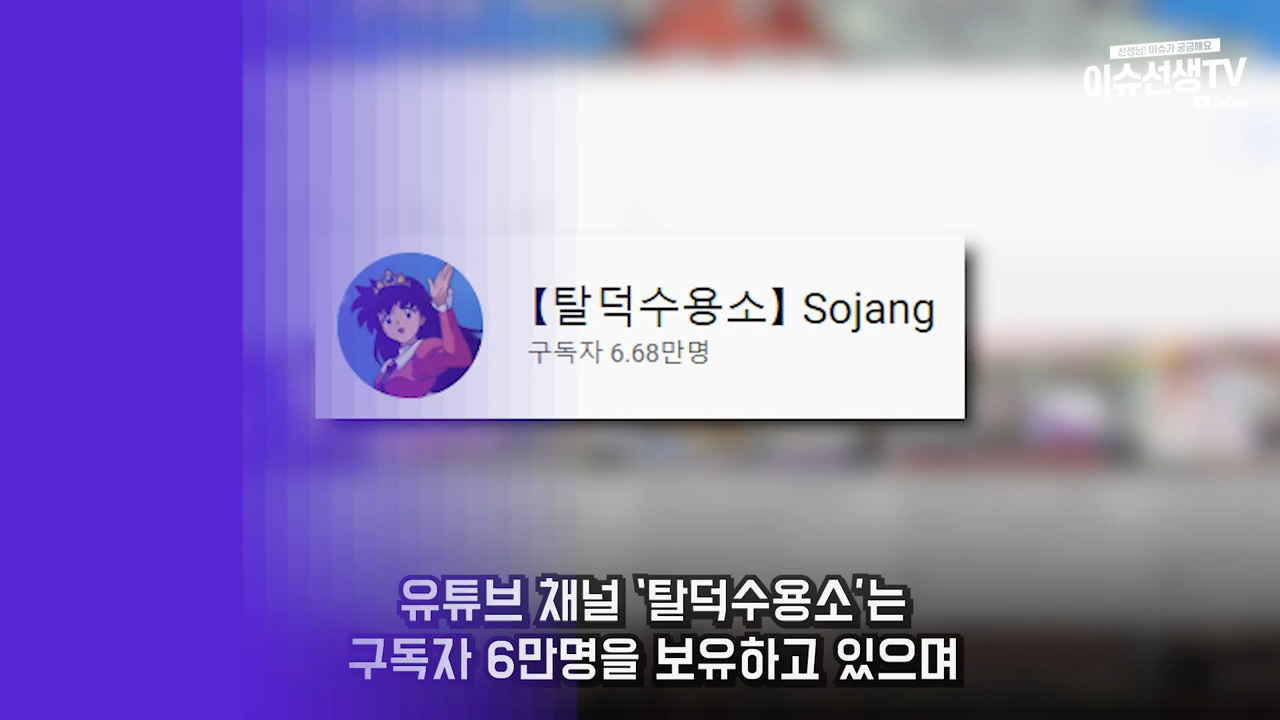 선생님! 이슈가 궁금해요
이슈선생TV
YouTube
【탈덕수용소】 Sojang
구독자 6.68만명
유튜브 채널 '탈덕수용소'는
구독자 6만명을 보유하고 있으며